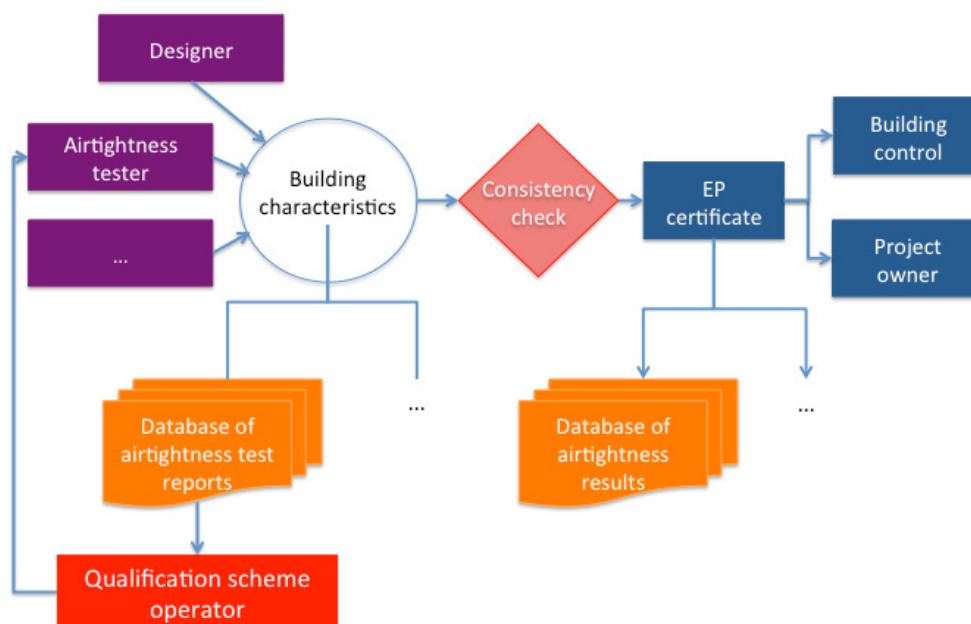 Designer
Airtightness
tester
...
Building
characteristics
Consistency
check
EP
certificate
Building
control
Project
owner
Database of
airtightness test
reports
...
Database of
airtightness
results
...
Qualification scheme
operator